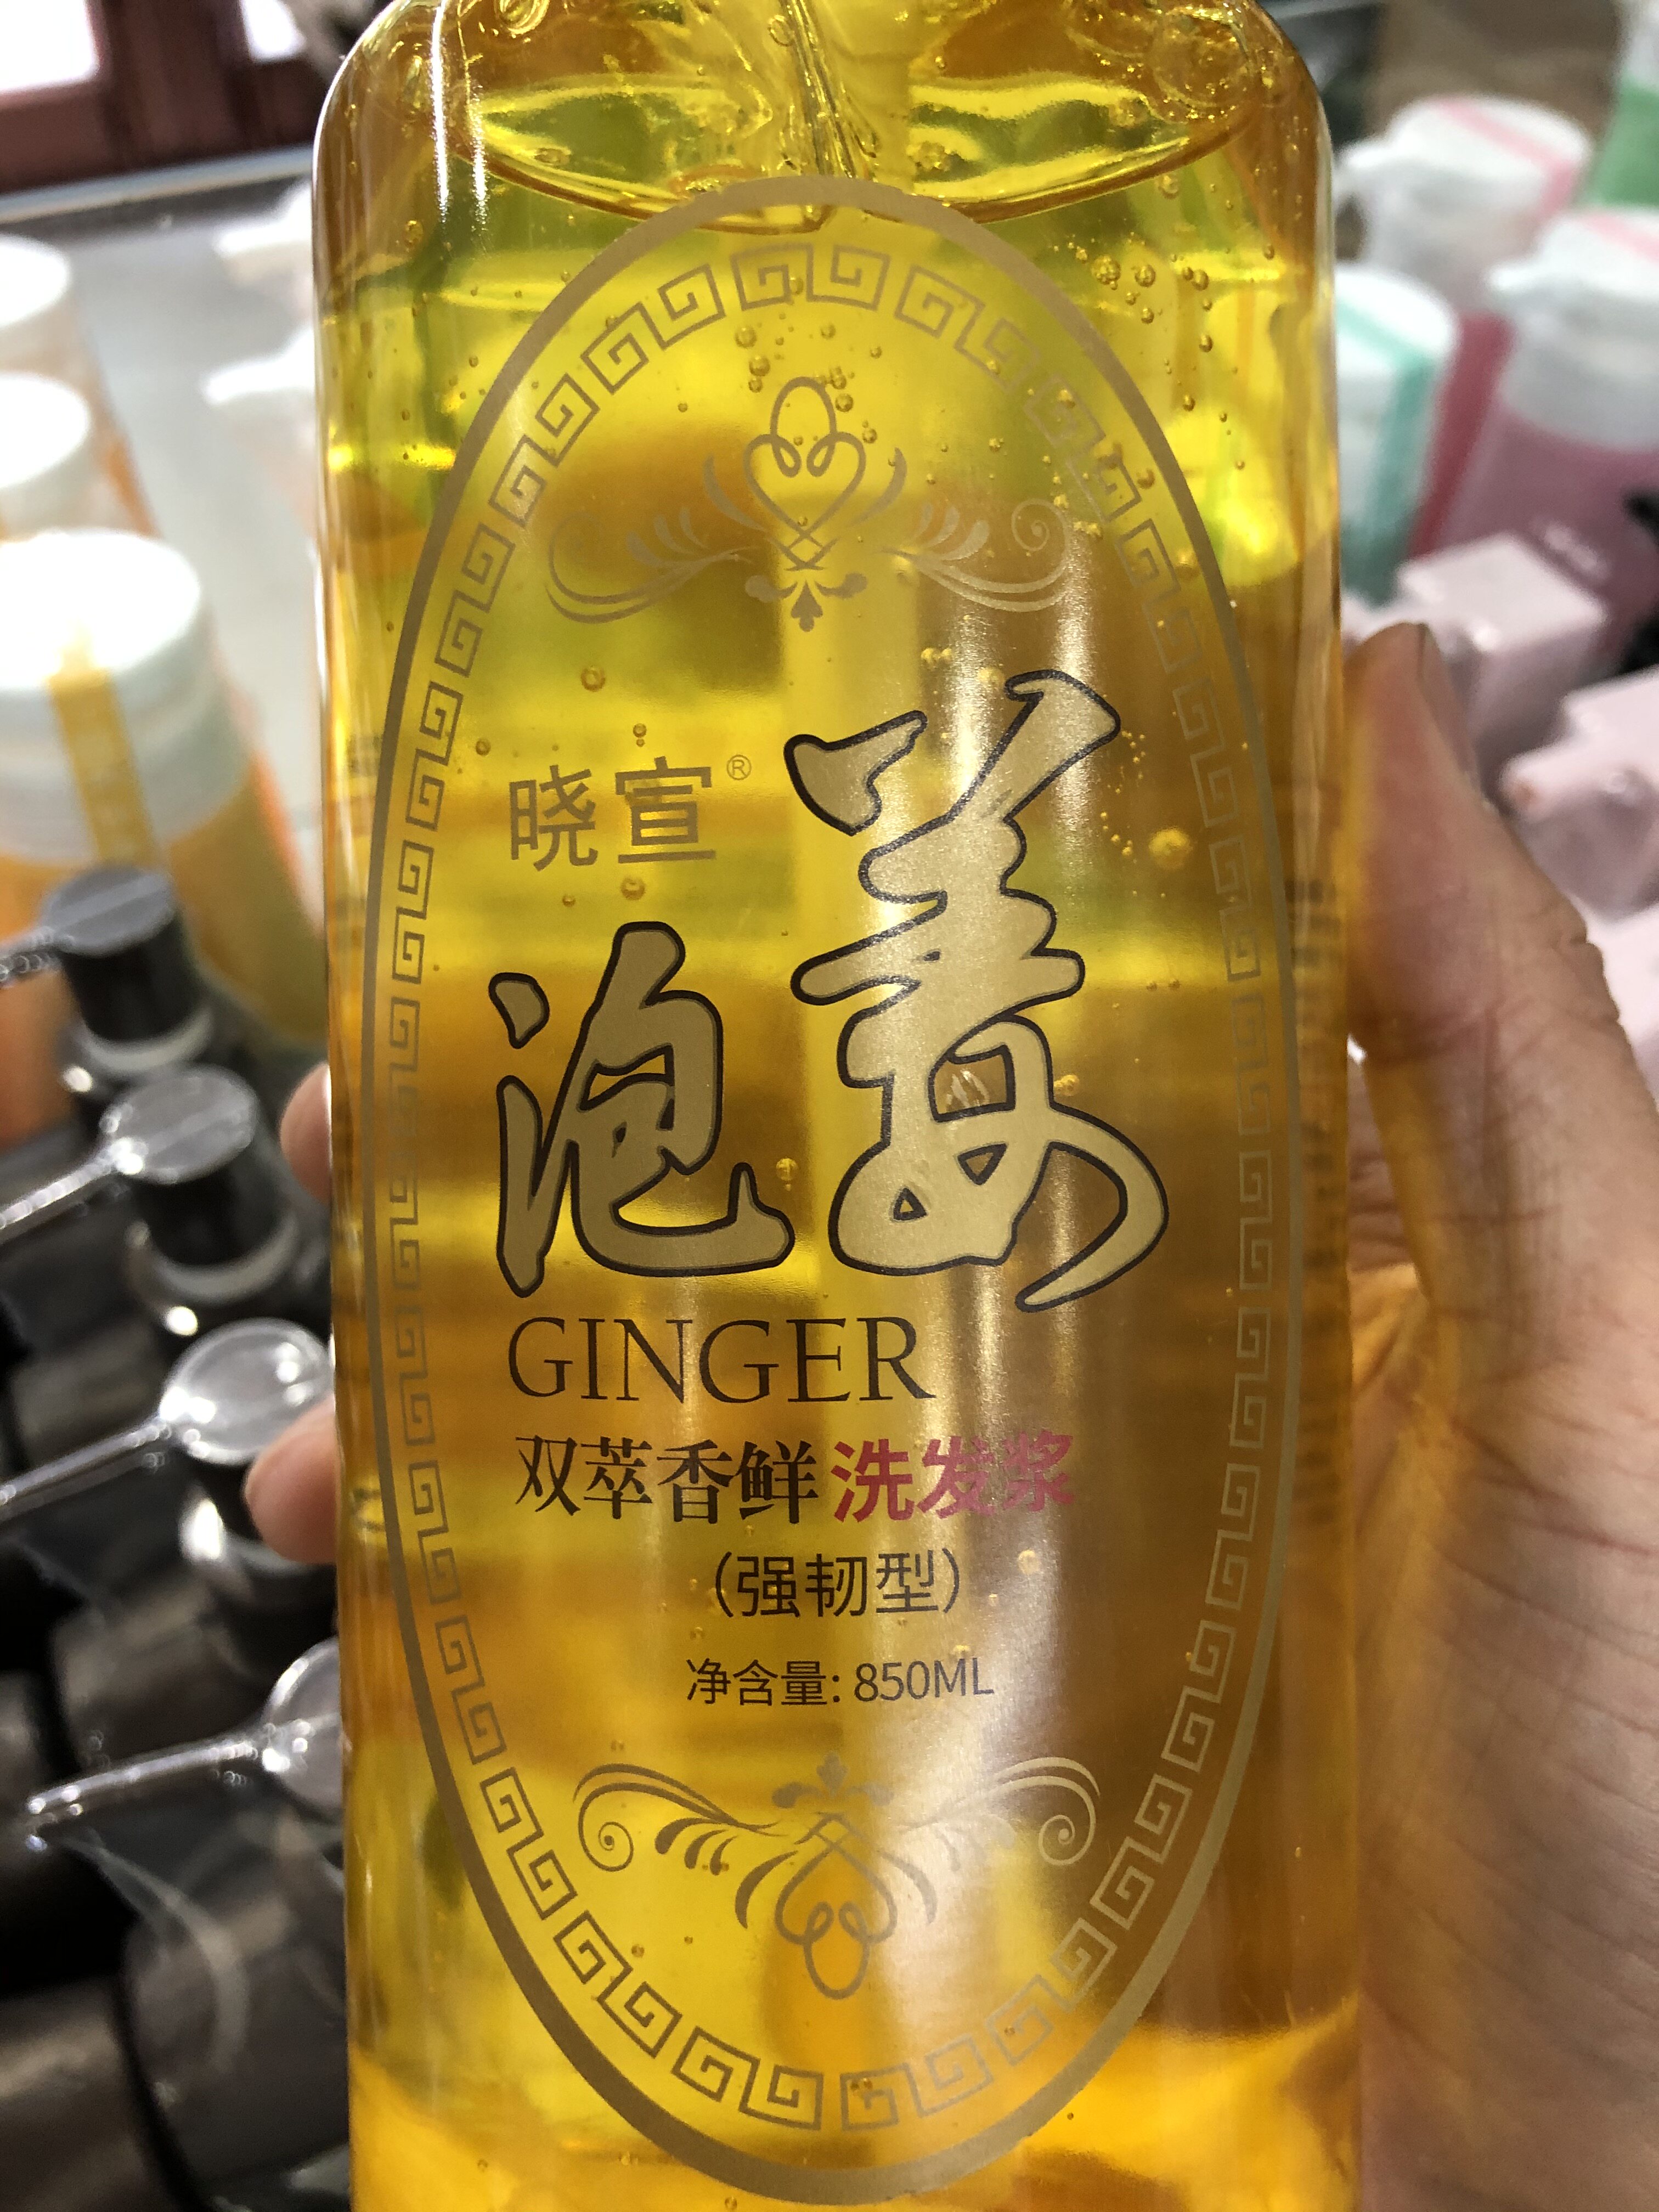 晓宣®
姜
泡
GINGER
双萃香鲜洗发浆
(强韧型)
净含量: 850ML